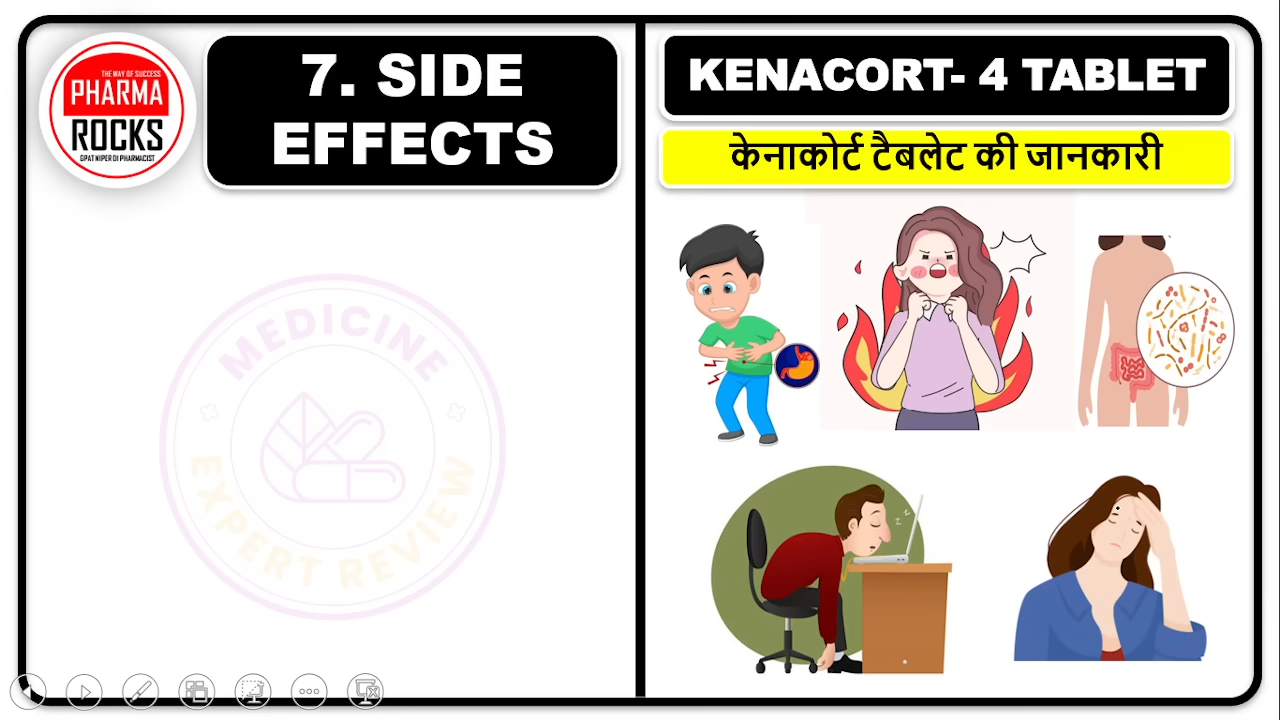 THE WAY OF SUCCESS
PHARMA
ROCKS
GPAT NIPER DI PHARMACIST
7. SIDE
EFFECTS
KENACORT- 4 TABLET
केनाकोर्ट टैबलेट की जानकारी
MEDICINE
EXPERT REVIEW
z z